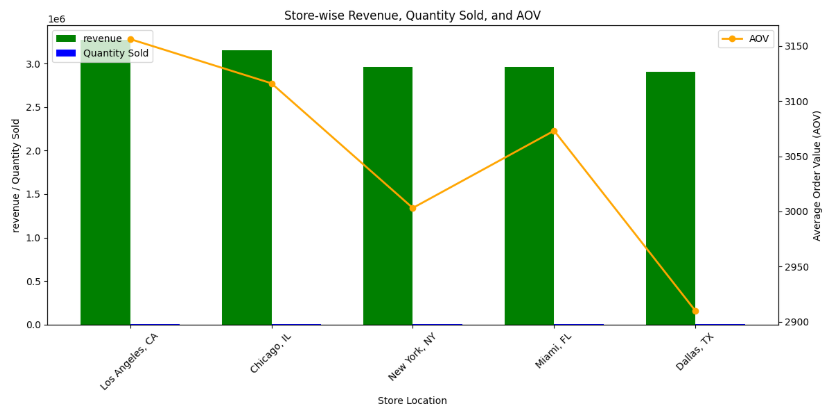 Store-wise Revenue, Quantity Sold, and AOV
1e6
revenue
Quantity Sold
AOV
3.0
2.5
2.0
1.5
1.0
0.5
0.0
revenue / Quantity Sold
3150
3100
3050
3000
2950
2900
Average Order Value (AOV)
Los Angeles, CA
Chicago, IL
New York, NY
Miami, FL
Dallas, TX
Store Location